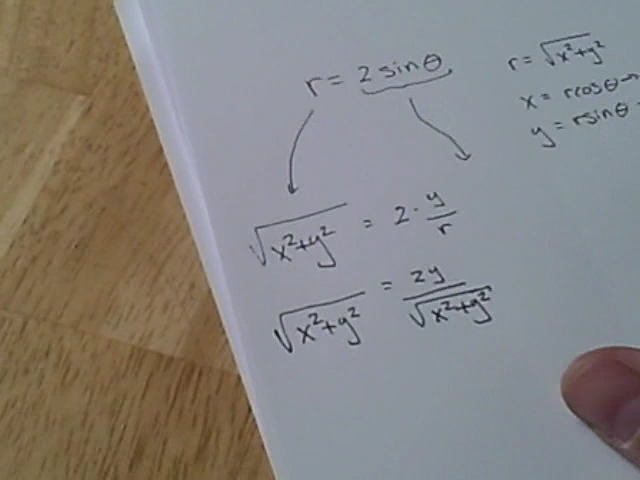 r = 2 sinθ
r = √x²+y²
x = rcosθ
y = rsinθ
√x²+y² = 2 · y/r
√x²+y² = 2y/√x²+y²